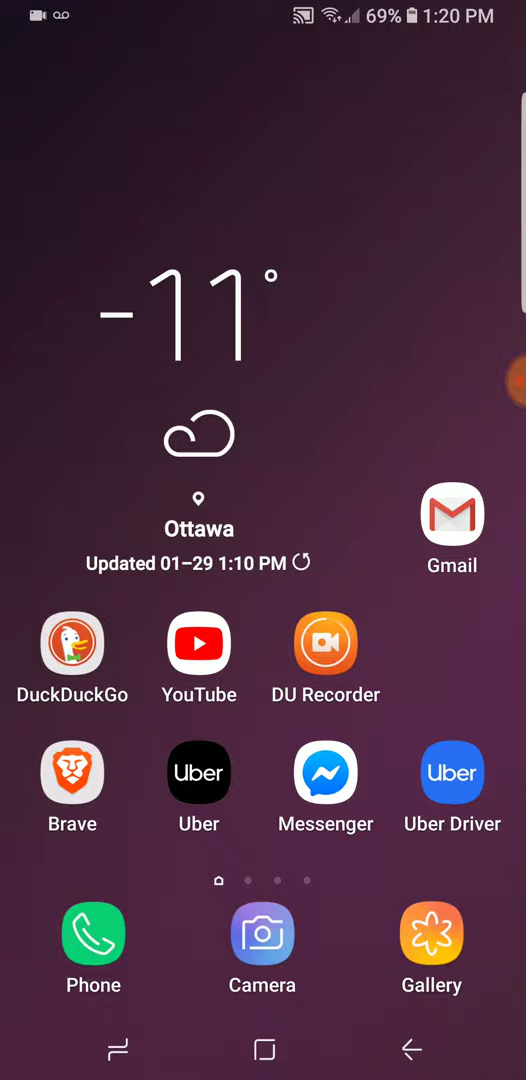 69% 1:20 PM
-11°
Ottawa
Updated 01-29 1:10 PM
Gmail
DuckDuckGo YouTube DU Recorder
Uber Uber
Brave Uber Messenger Uber Driver
Phone Camera Gallery